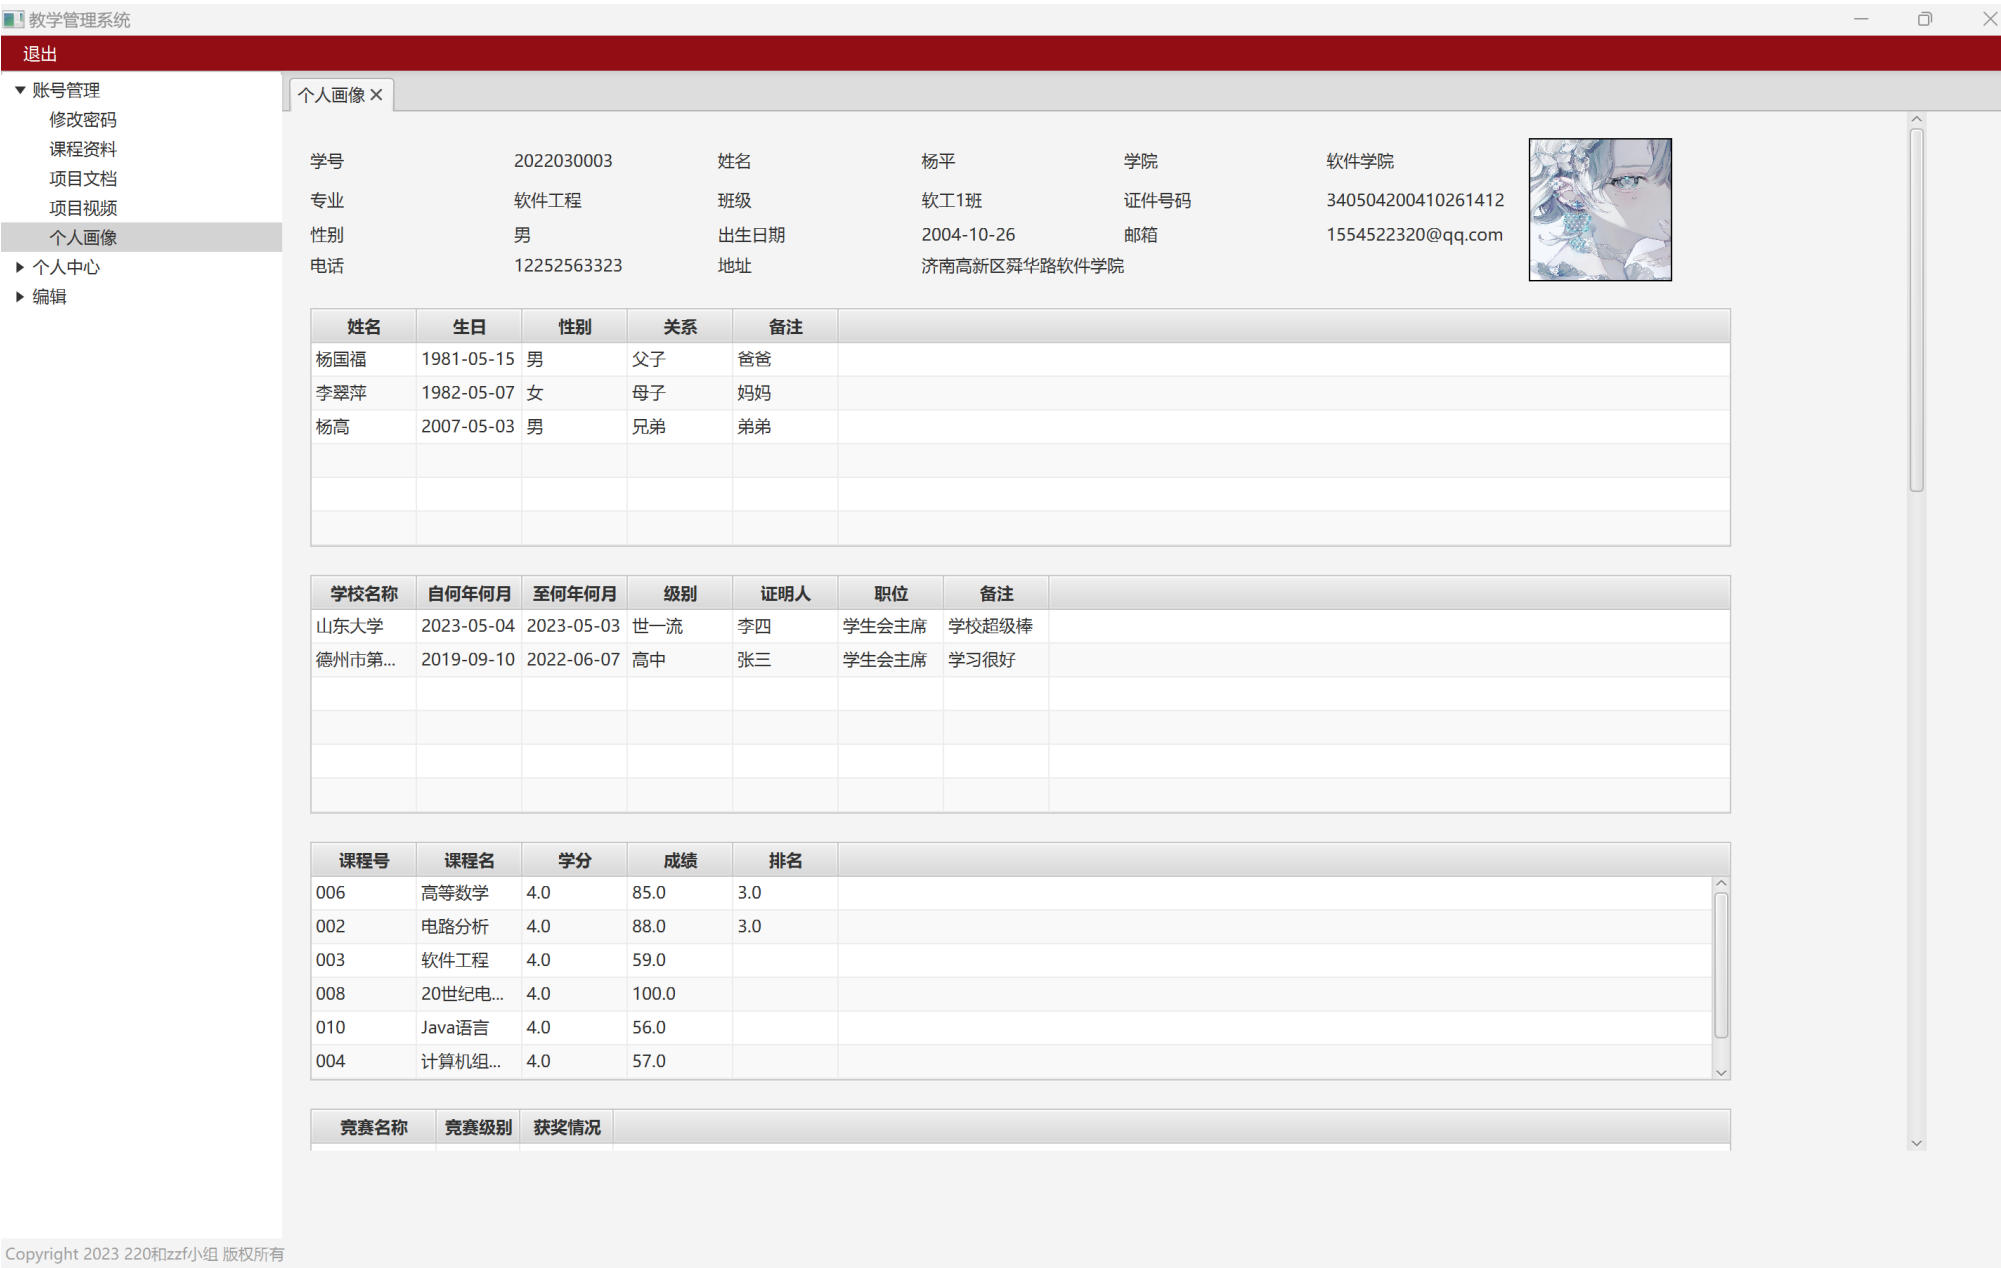 教学管理系统
退出
账号管理
修改密码
课程资料
项目文档
项目视频
个人画像
个人中心
编辑
个人画像
学号 2022030003 姓名 杨平 学院 软件学院
专业 软件工程 班级 软工1班 证件号码 340504200410261412
性别 男 出生日期 2004-10-26 邮箱 1554522320@qq.com
电话 12252563323 地址 济南高新区舜华路软件学院
姓名 生日 性别 关系 备注
杨国福 1981-05-15 男 父子 爸爸
李翠萍 1982-05-07 女 母子 妈妈
杨高 2007-05-03 男 兄弟 弟弟
学校名称 自何年何月 至何年何月 级别 证明人 职位 备注
山东大学 2023-05-04 2023-05-03 世一流 李四 学生会主席 学校超级棒
德州市第... 2019-09-10 2022-06-07 高中 张三 学生会主席 学习很好
课程号 课程名 学分 成绩 排名
006 高等数学 4.0 85.0 3.0
002 电路分析 4.0 88.0 3.0
003 软件工程 4.0 59.0
008 20世纪电... 4.0 100.0
010 Java语言 4.0 56.0
004 计算机组... 4.0 57.0
竞赛名称 竞赛级别 获奖情况
Copyright 2023 220和zzf小组 版权所有